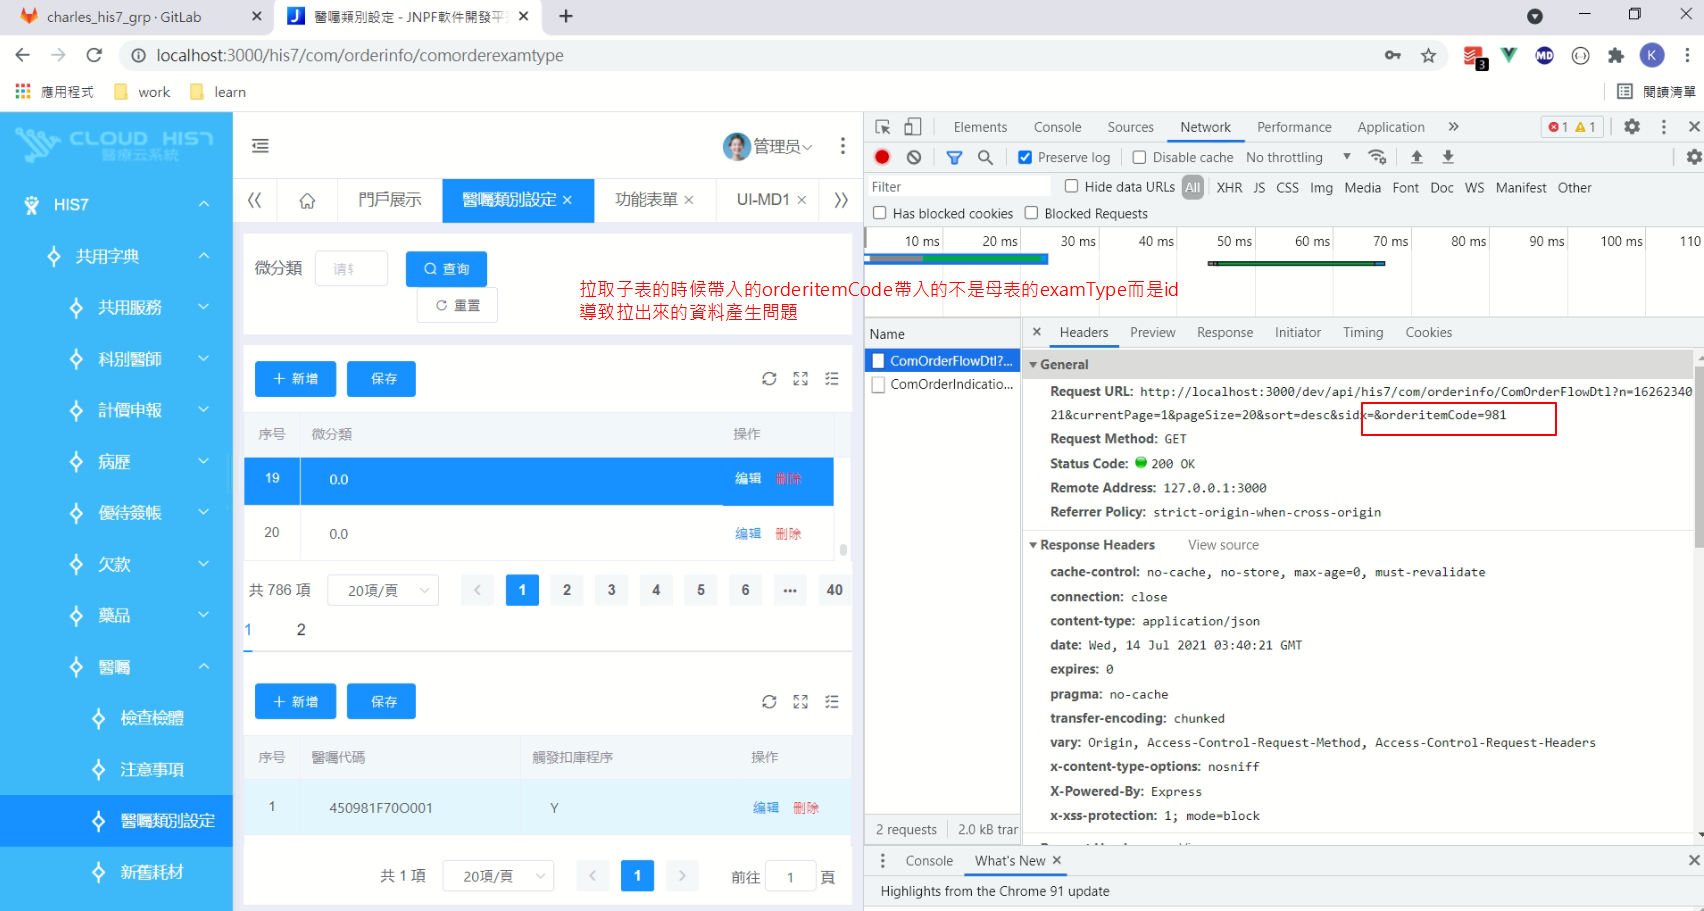 charles_his7_grp · GitLab
醫囑類別設定 - JNPF軟件開發平
localhost:3000/his7/com/orderinfo/comorderexamtype
3
MD
K
應用程式
work
learn
閱讀清單
CLOUD HIS7
醫療云系統
HIS7
共用字典
共用服務
科別醫師
計價申報
病歷
優待簽帳
欠款
藥品
醫囑
檢查檢體
注意事項
醫囑類別設定
新舊耗材
管理员
門戶展示
醫囑類別設定
功能表單
UI-MD1
微分類
查询
重置
拉取子表的時候帶入的orderitemCode帶入的不是母表的examType而是id
導致拉出來的資料產生問題
+ 新增
保存
序号
微分類
操作
19
0.0
编辑
刪除
20
0.0
编辑
刪除
共 786 項
20項/頁
1
2
3
4
5
6
···
40
1
2
+ 新增
保存
序号
醫囑代碼
觸發扣庫程序
操作
1
450981F70O001
Y
编辑
刪除
共 1 項
20項/頁
1
前往
1
頁
Elements
Console
Sources
Network
Performance
Application
1
1
Preserve log
Disable cache
No throttling
Filter
Hide data URLs
All
XHR
JS
CSS
Img
Media
Font
Doc
WS
Manifest
Other
Has blocked cookies
Blocked Requests
10 ms
20 ms
30 ms
40 ms
50 ms
60 ms
70 ms
80 ms
90 ms
100 ms
110
Name
ComOrderFlowDtl?...
ComOrderIndicatio...
2 requests
2.0 kB trar
Headers
Preview
Response
Initiator
Timing
Cookies
General
Request URL: http://localhost:3000/dev/api/his7/com/orderinfo/ComOrderFlowDtl?n=16262340
21&currentPage=1&pageSize=20&sort=desc&sidx=&orderitemCode=981
Request Method: GET
Status Code: 200 OK
Remote Address: 127.0.0.1:3000
Referrer Policy: strict-origin-when-cross-origin
Response Headers
View source
cache-control: no-cache, no-store, max-age=0, must-revalidate
connection: close
content-type: application/json
date: Wed, 14 Jul 2021 03:40:21 GMT
expires: 0
pragma: no-cache
transfer-encoding: chunked
vary: Origin, Access-Control-Request-Method, Access-Control-Request-Headers
x-content-type-options: nosniff
X-Powered-By: Express
x-xss-protection: 1; mode=block
Console
What's New
Highlights from the Chrome 91 update